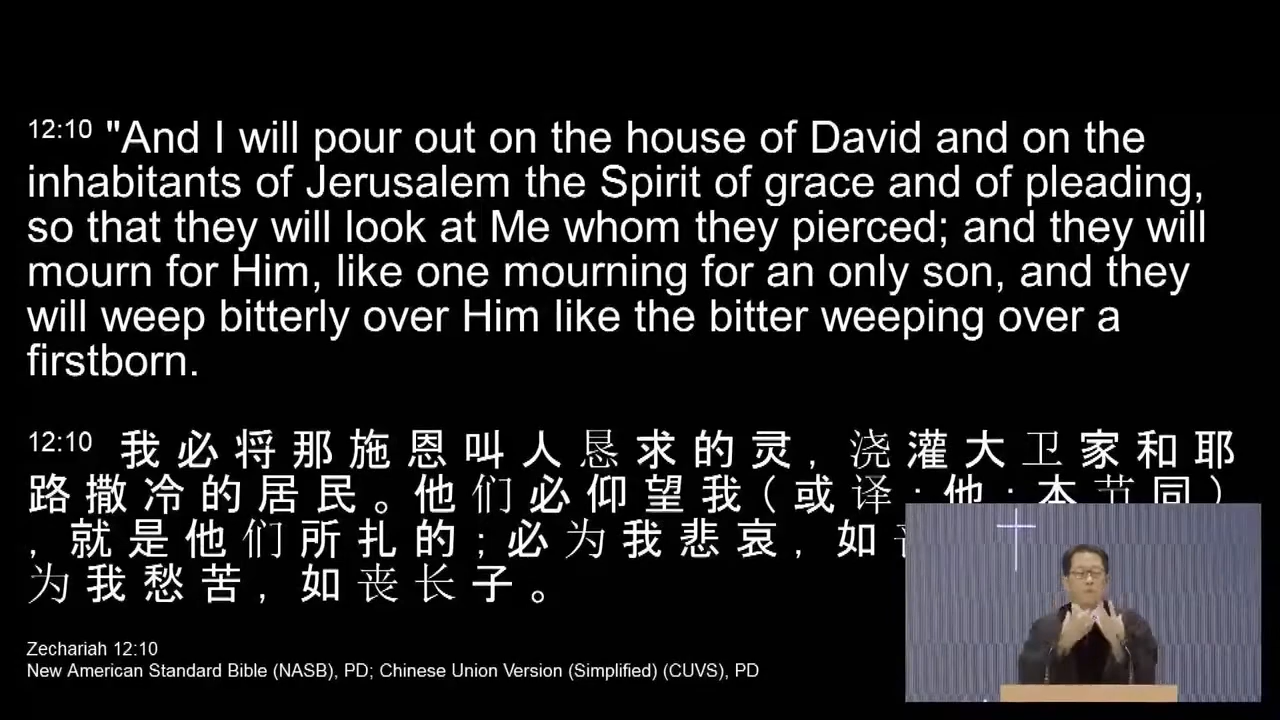 12:10 "And I will pour out on the house of David and on the
inhabitants of Jerusalem the Spirit of grace and of pleading,
so that they will look at Me whom they pierced; and they will
mourn for Him, like one mourning for an only son, and they
will weep bitterly over Him like the bitter weeping over a
firstborn.
12:10 我必将那施恩叫人恳求的灵，浇灌大卫家和耶
路撒冷的居民。他们必仰望我（或译：他；本节同）
，就是他们所扎的；必为我悲哀，如
为我愁苦，如丧长子。
Zechariah 12:10
New American Standard Bible (NASB), PD; Chinese Union Version (Simplified) (CUVS), PD